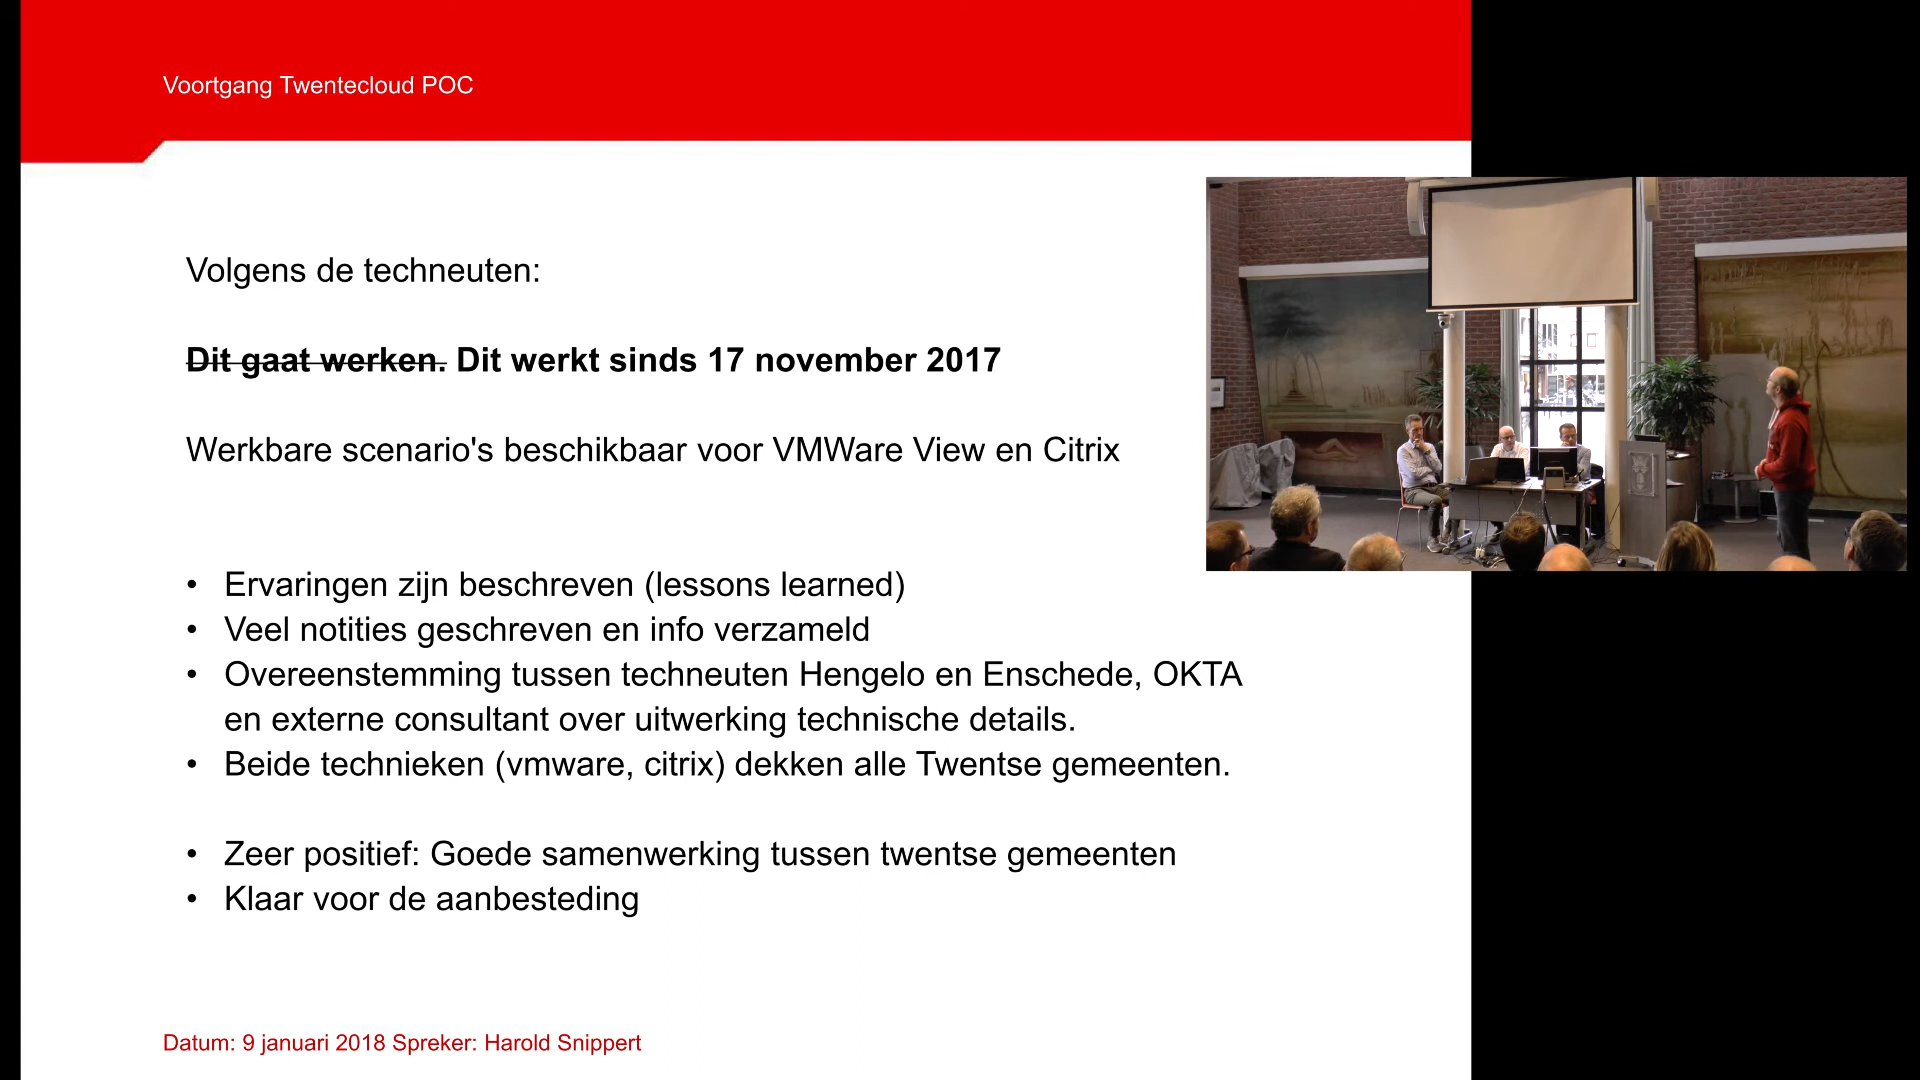 Voortgang Twentecloud POC
Volgens de techneuten:
Dit gaat werken. Dit werkt sinds 17 november 2017
Werkbare scenario's beschikbaar voor VMWare View en Citrix
• Ervaringen zijn beschreven (lessons learned)
• Veel notities geschreven en info verzameld
• Overeenstemming tussen techneuten Hengelo en Enschede, OKTA
en externe consultant over uitwerking technische details.
• Beide technieken (vmware, citrix) dekken alle Twentse gemeenten.
• Zeer positief: Goede samenwerking tussen twentse gemeenten
• Klaar voor de aanbesteding
Datum: 9 januari 2018 Spreker: Harold Snippert